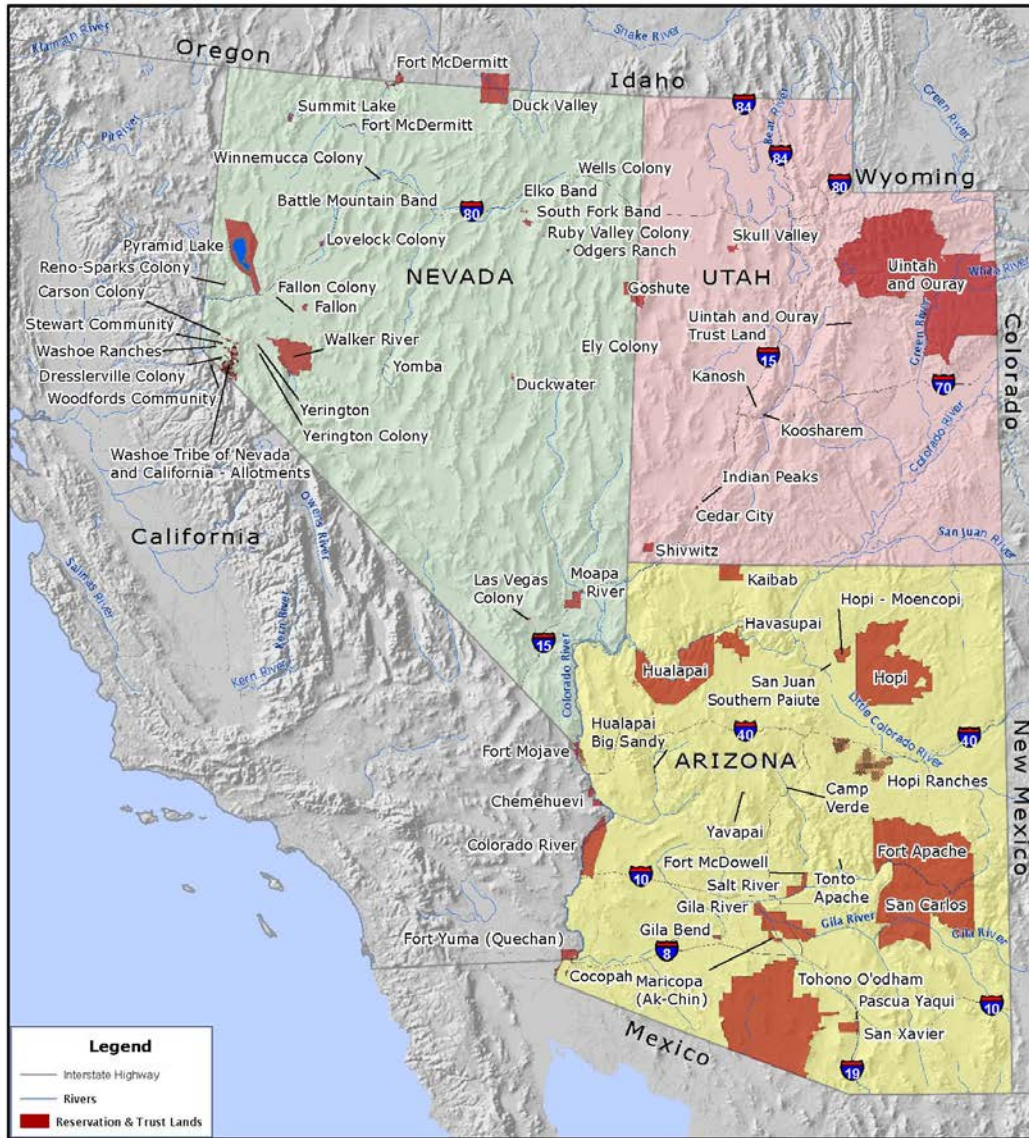 Klamath River
Oregon
Snake River
Fort McDermitt
Idaho
84
Bear River
Green River
Summit Lake
Duck Valley
Fort McDermitt
Pit River
84
Winnemucca Colony
Wells Colony
80
Wyoming
Elko Band
Battle Mountain Band
80
South Fork Band
Lovelock Colony
Ruby Valley Colony
Skull Valley
Pyramid Lake
Odgers Ranch
Uintah
and Ouray
White River
Reno-Sparks Colony
NEVADA
UTAH
Carson Colony
Fallon Colony
Goshute
Fallon
Stewart Community
Uintah and Ouray
Trust Land
Green River
Colorado
Washoe Ranches
Walker River
Ely Colony
15
Dresslerville Colony
Yomba
Kanosh
70
Woodfords Community
Duckwater
Yerington
Koosharem
Yerington Colony
Colorado River
Washoe Tribe of Nevada
and California - Allotments
Indian Peaks
Owens River
Cedar City
California
San Juan River
Shivwitz
Salinas River
Moapa
River
Kaibab
Las Vegas
Colony
Hopi - Moencopi
Kern River
Havasupai
15
Colorado River
Kern River
Hualapai
San Juan
Southern Paiute
Hopi
Little Colorado River
Hualapai
Big Sandy
40
40
Fort Mojave
ARIZONA
New Mexico
Hopi Ranches
Chemehuevi
Camp
Verde
Yavapai
Colorado River
Fort McDowell
Fort Apache
10
Tonto
Apache
Salt River
Gila River
San Carlos
Gila River
Gila River
Gila Bend
Fort Yuma (Quechan)
8
Cocopah
Maricopa
(Ak-Chin)
Tohono O'odham
Pascua Yaqui
10
San Xavier
Mexico
19
Legend
Interstate Highway
Rivers
Reservation & Trust Lands